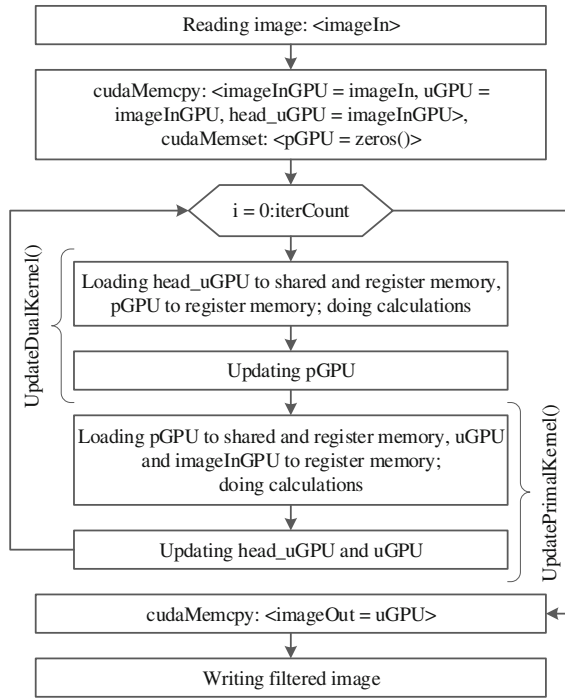 Reading image: <imageIn>
cudaMemcpy: <imageInGPU = imageIn, uGPU =
imageInGPU, head_uGPU = imageInGPU>,
cudaMemset: <pGPU = zeros()>
i = 0:iterCount
UpdateDualKernel()
Loading head_uGPU to shared and register memory,
pGPU to register memory; doing calculations
Updating pGPU
UpdatePrimalKernel()
Loading pGPU to shared and register memory, uGPU
and imageInGPU to register memory;
doing calculations
Updating head_uGPU and uGPU
cudaMemcpy: <imageOut = uGPU>
Writing filtered image